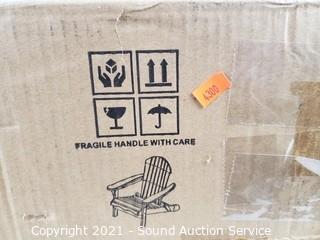 4300
FRAGILE HANDLE WITH CARE
Copyright 2021 - Sound Auction Service